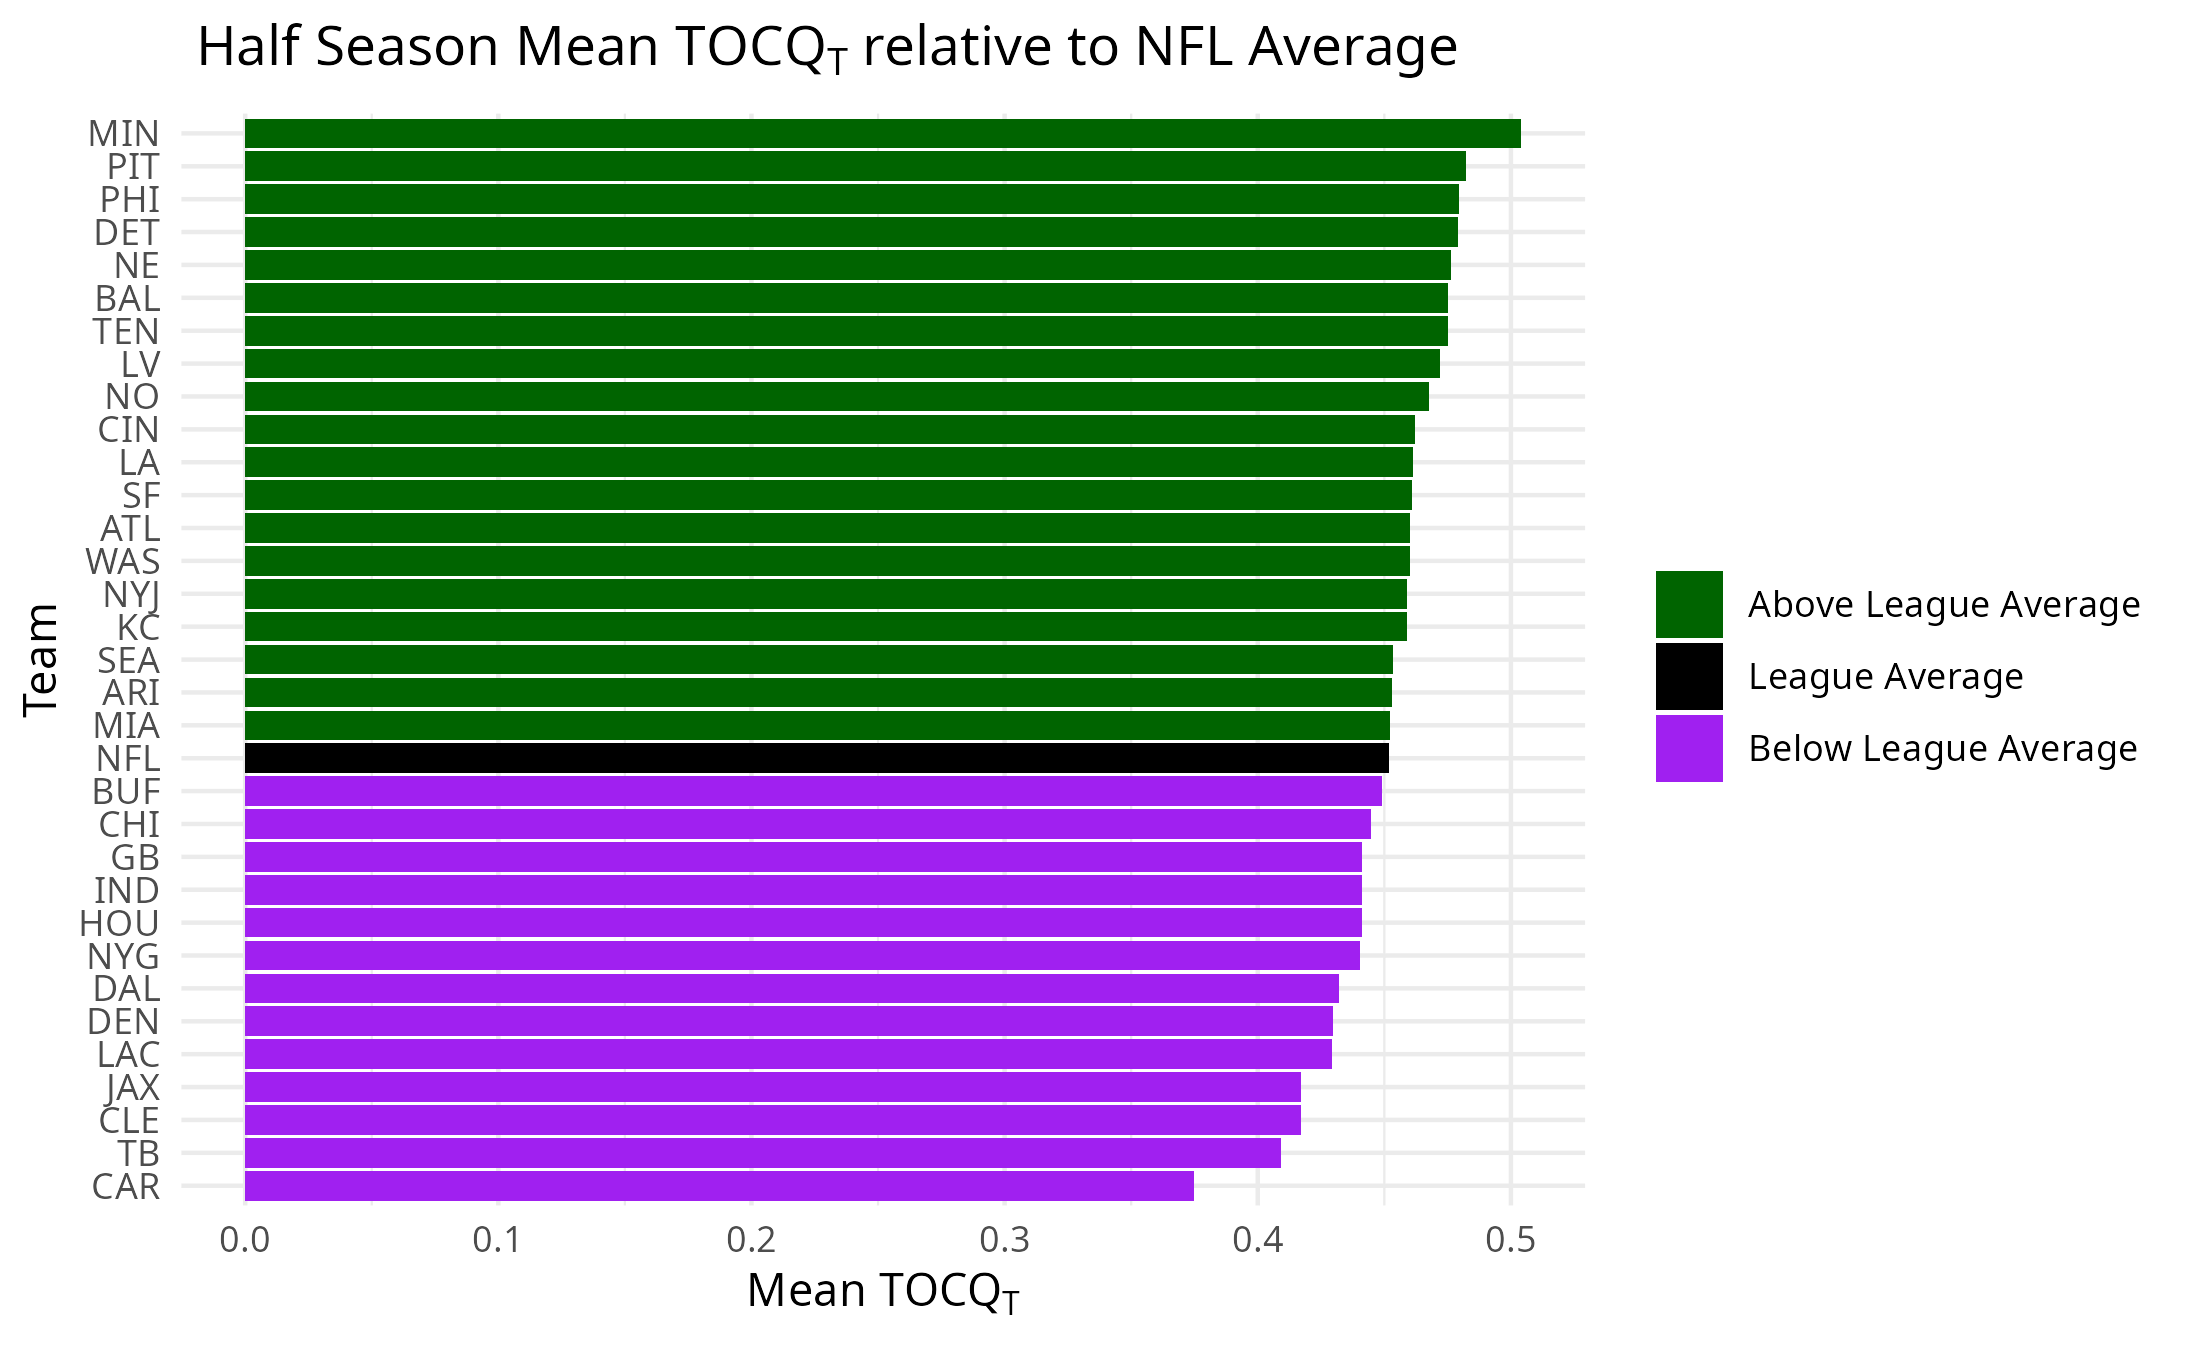 Half Season Mean TOCQT relative to NFL Average
Team
MIN
PIT
PHI
DET
NE
BAL
TEN
LV
NO
CIN
LA
SF
ATL
WAS
NYJ
KC
SEA
ARI
MIA
NFL
BUF
CHI
GB
IND
HOU
NYG
DAL
DEN
LAC
JAX
CLE
TB
CAR
0.0 0.1 0.2 0.3 0.4 0.5
Mean TOCQT
Above League Average
League Average
Below League Average